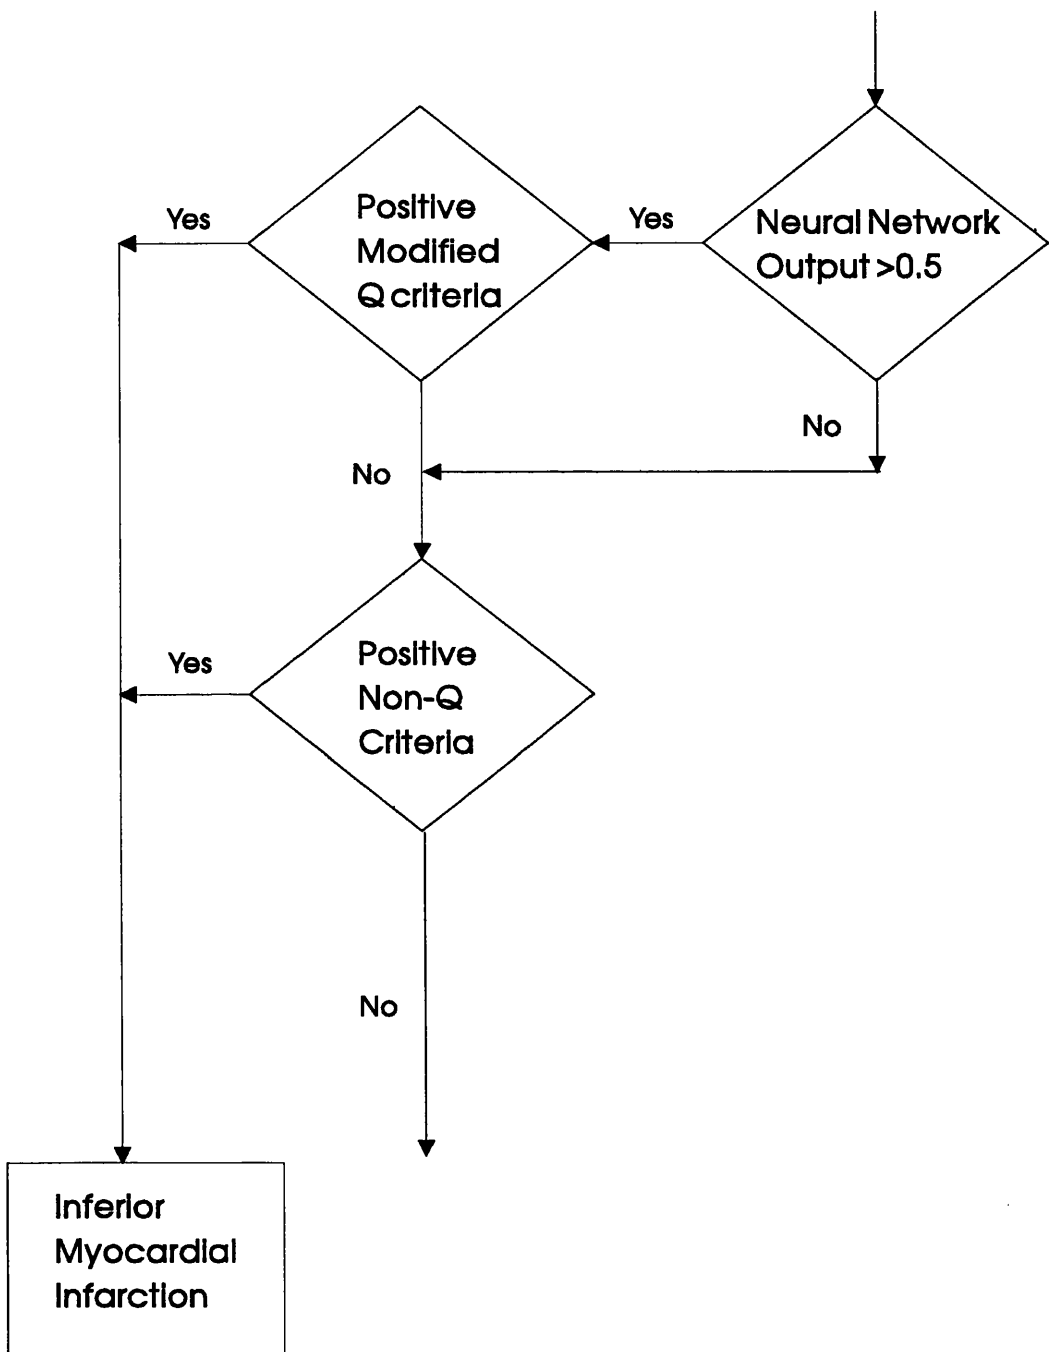 Positive
Modified
Q criteria
Yes
Yes
Neural Network
Output >0.5
No
No
Yes
Positive
Non-Q
Criteria
No
Inferior
Myocardial
Infarction